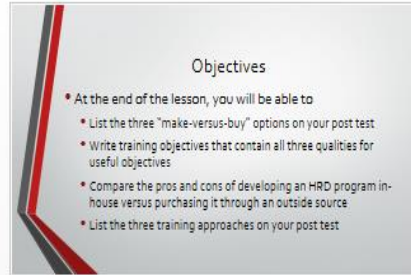 Objectives
• At the end of the lesson, you will be able to
• List the three "make-versus-buy" options on your post test
• Write training objectives that contain all three qualities for
useful objectives
• Compare the pros and cons of developing an HRD program in-
house versus purchasing it through an outside source
• List the three training approaches on your post test